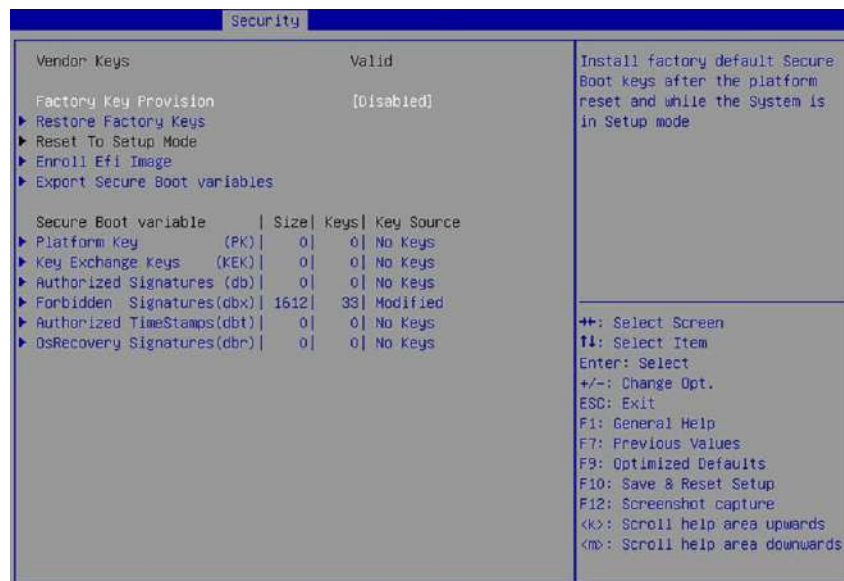 Security
Vendor Keys Valid
Factory Key Provision [Disabled]
Restore Factory Keys
Reset To Setup Mode
Enroll Efi Image
Export Secure Boot variables
Secure Boot variable | Size| Keys| Key Source
Platform Key (PK)| 0| 0| No Keys
Key Exchange Keys (KEK)| 0| 0| No Keys
Authorized Signatures (db)| 0| 0| No Keys
Forbidden Signatures(dbx)| 1612| 33| Modified
Authorized TimeStamps(dbt)| 0| 0| No Keys
OsRecovery Signatures(dbr)| 0| 0| No Keys
Install factory default Secure
Boot keys after the platform
reset and while the System is
in Setup mode
→←: Select Screen
↑↓: Select Item
Enter: Select
+/-: Change Opt.
ESC: Exit
F1: General Help
F7: Previous Values
F9: Optimized Defaults
F10: Save & Reset Setup
F12: Screenshot capture
<k>: Scroll help area upwards
<m>: Scroll help area downwards